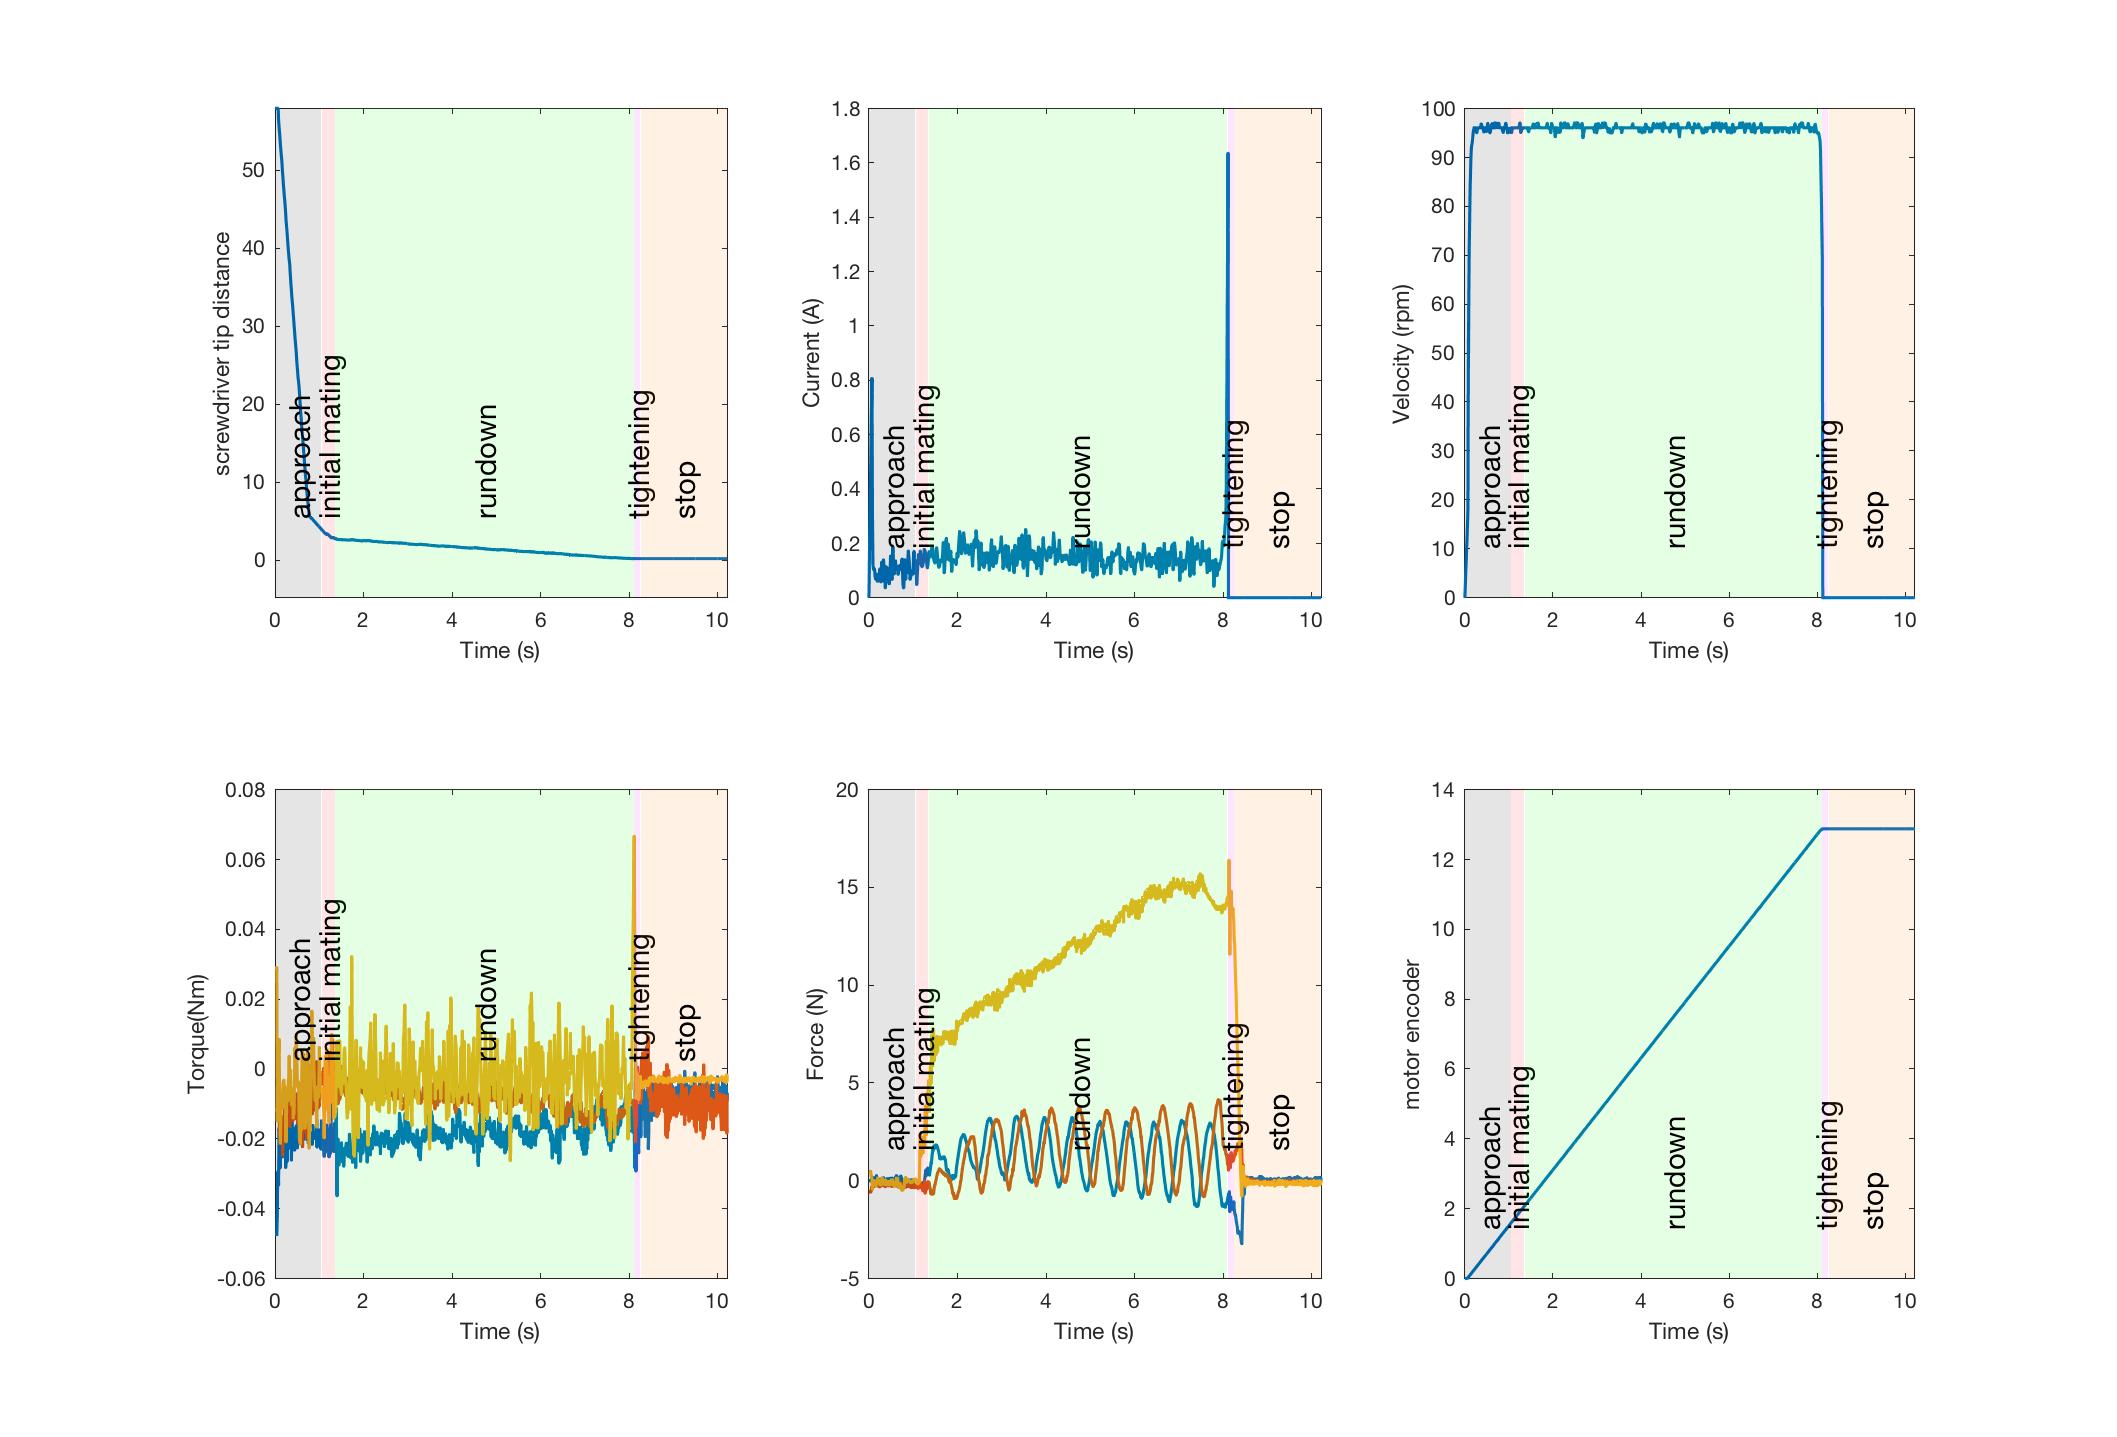 50
40
30
20
10
0
screwdriver tip distance
approach
initial mating
rundown
tightening
stop
0 2 4 6 8 10
Time (s)
1.8
1.6
1.4
1.2
1
0.8
0.6
0.4
0.2
0
Current (A)
approach
initial mating
rundown
tightening
stop
0 2 4 6 8 10
Time (s)
100
90
80
70
60
50
40
30
20
10
0
Velocity (rpm)
approach
initial mating
rundown
tightening
stop
0 2 4 6 8 10
Time (s)
0.08
0.06
0.04
0.02
0
-0.02
-0.04
-0.06
Torque(Nm)
approach
initial mating
rundown
tightening
stop
0 2 4 6 8 10
Time (s)
20
15
10
5
0
-5
Force (N)
approach
initial mating
rundown
tightening
stop
0 2 4 6 8 10
Time (s)
14
12
10
8
6
4
2
0
motor encoder
approach
initial mating
rundown
tightening
stop
0 2 4 6 8 10
Time (s)